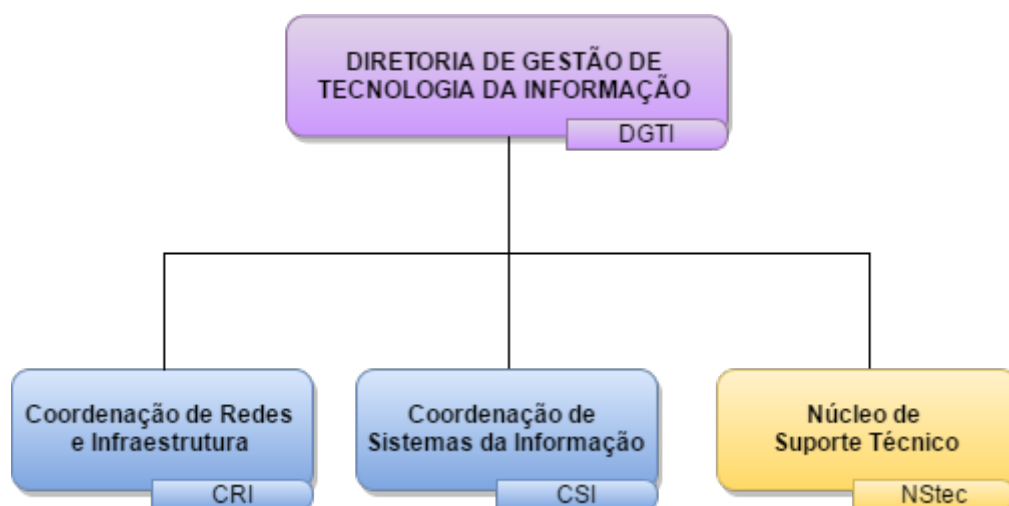 DIRETORIA DE GESTÃO DE
TECNOLOGIA DA INFORMAÇÃO
DGTI
Coordenação de Redes
e Infraestrutura
CRI
Coordenação de
Sistemas da Informação
CSI
Núcleo de
Suporte Técnico
NStec